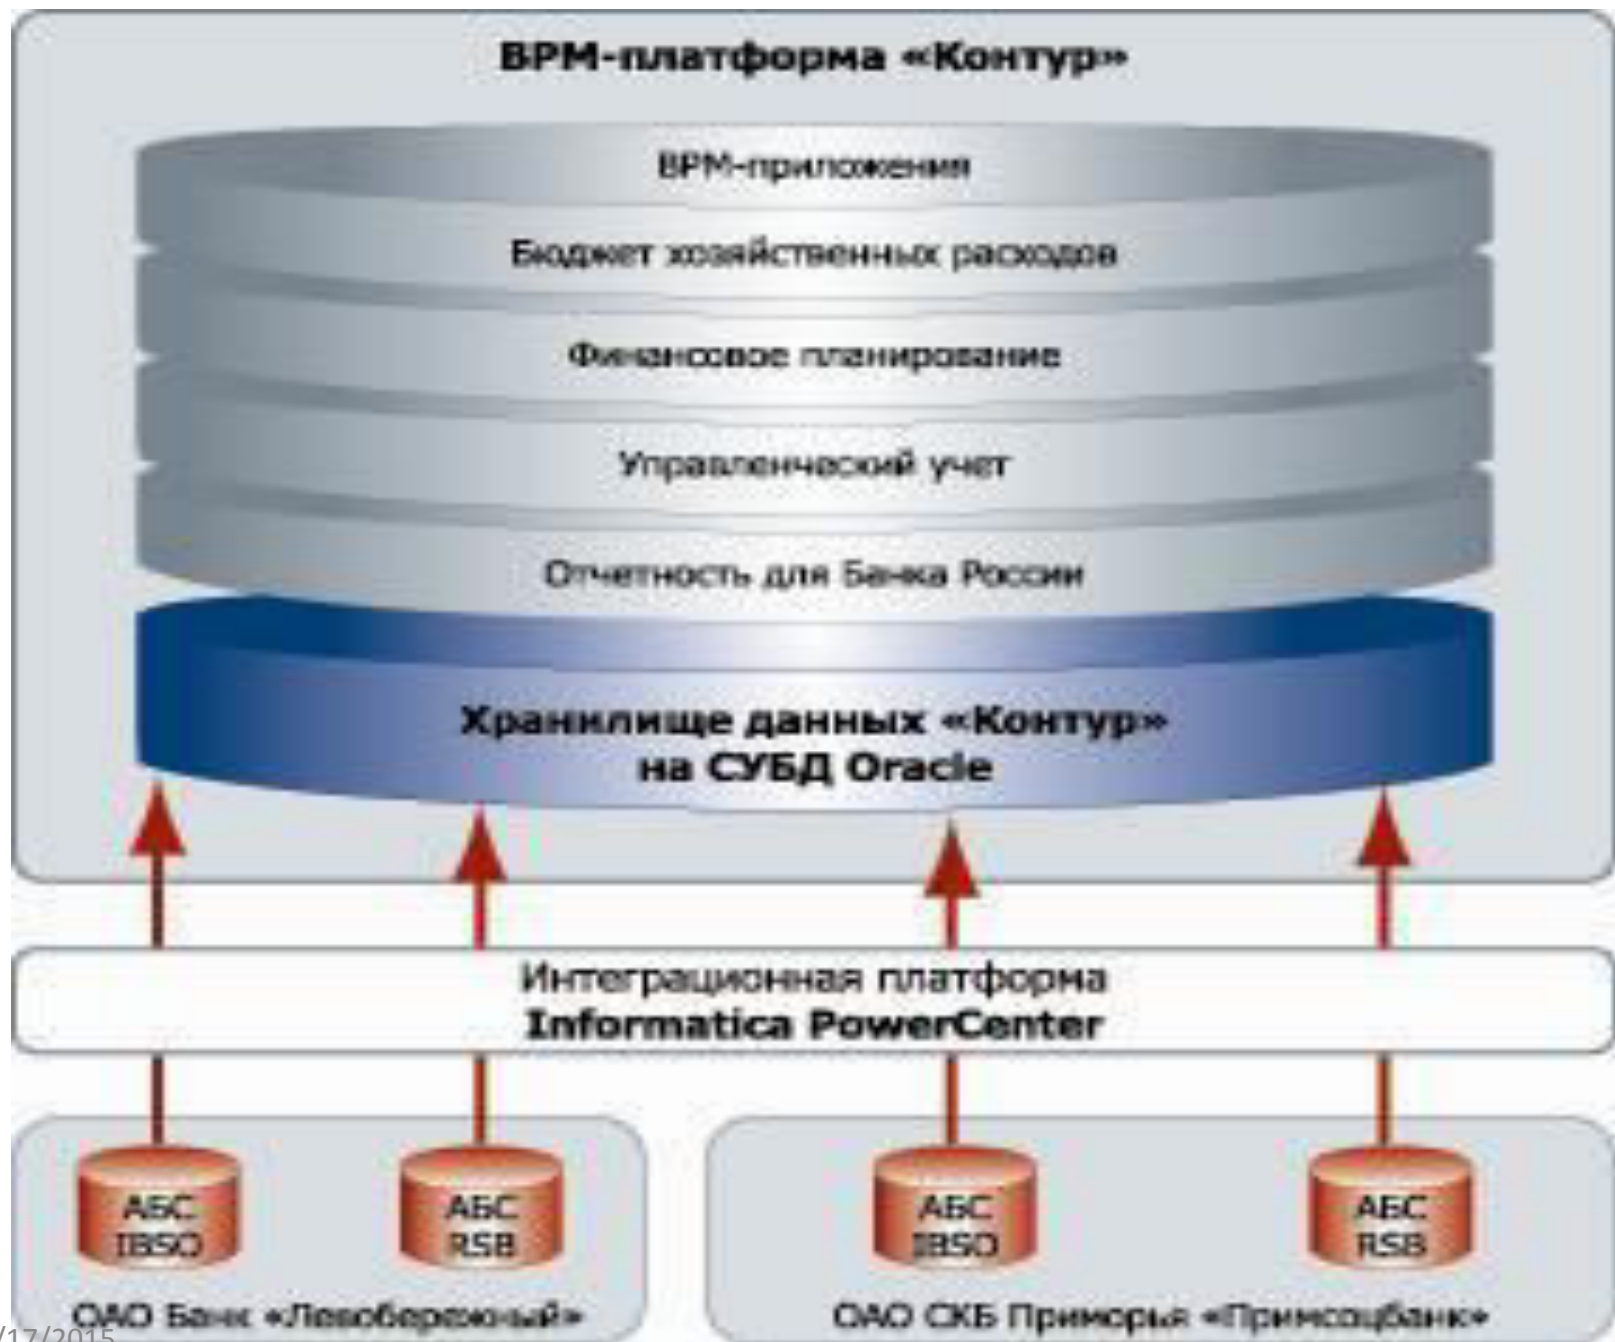 BPM-платформа «Контур»
BPM-приложения
Бюджет хозяйственных расходов
Финансовое планирование
Управленческий учет
Отчетность для Банка России
Хранилище данных «Контур»
на СУБД Oracle
Интеграционная платформа
Informatica PowerCenter
АБС
IBSO
АБС
RSB
АБС
IBSO
АБС
RSB
ОАО Банк «Левобережный»
ОАО СКБ Приморья «Примсоцбанк»
/17/2015